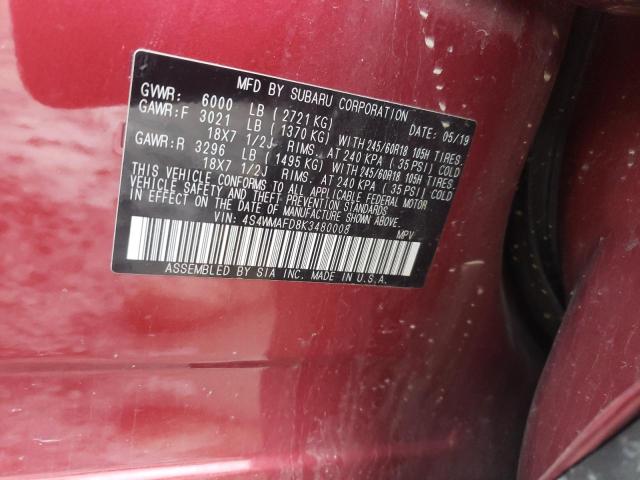 MFD BY SUBARU CORPORATION
GVWR: 6000 LB (2721 KG) DATE: 05/19
GAWR:F 3021 LB (1370 KG) WITH 245/60R18 105H TIRES,
18X7 1/2J RIMS, AT 240 KPA (35 PSI) COLD
GAWR:R 3296 LB (1495 KG) WITH 245/60R18 105H TIRES,
18X7 1/2J RIMS, AT 240 KPA (35 PSI) COLD
THIS VEHICLE CONFORMS TO ALL APPLICABLE FEDERAL MOTOR
VEHICLE SAFETY AND THEFT PREVENTION STANDARDS
IN EFFECT ON THE DATE OF MANUFACTURE SHOWN ABOVE.
VIN: 4S4WMAFD8K3480008 MPV
ASSEMBLED BY SIA INC. MADE IN U.S.A.